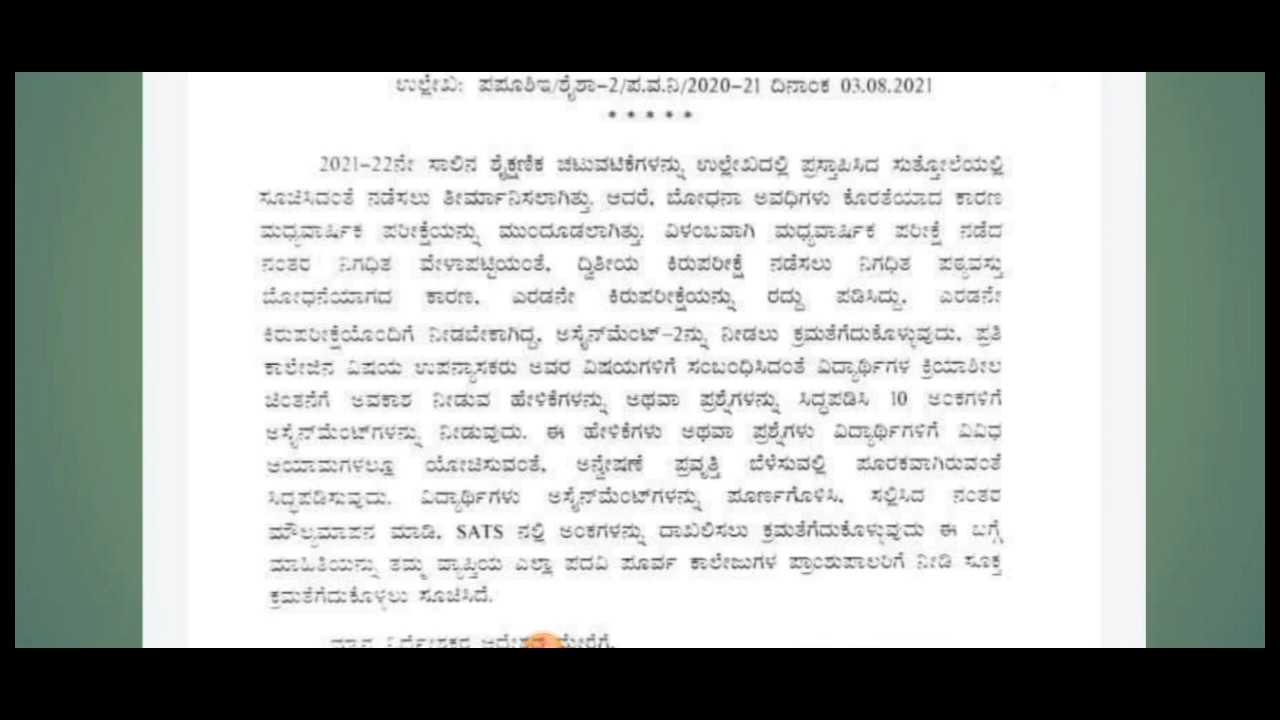 ಉಲ್ಲೇಖ: ಪಪೂಶಿಇ/ಶೈಶಾ-2/ಪ.ವ.ನಿ/2020-21 ದಿನಾಂಕ 03.08.2021
* * * * *
2021-22ನೇ ಸಾಲಿನ ಶೈಕ್ಷಣಿಕ ಚಟುವಟಿಕೆಗಳನ್ನು ಉಲ್ಲೇಖದಲ್ಲಿ ಪ್ರಸ್ತಾಪಿಸಿದ ಸುತ್ತೋಲೆಯಲ್ಲಿ
ಸೂಚಿಸಿದಂತೆ ನಡೆಸಲು ತೀರ್ಮಾನಿಸಲಾಗಿತ್ತು. ಆದರೆ, ಬೋಧನಾ ಅವಧಿಗಳು ಕೊರತೆಯಾದ ಕಾರಣ
ಮಧ್ಯವಾರ್ಷಿಕ ಪರೀಕ್ಷೆಯನ್ನು ಮುಂದೂಡಲಾಗಿತ್ತು. ವಿಳಂಬವಾಗಿ ಮಧ್ಯವಾರ್ಷಿಕ ಪರೀಕ್ಷೆ ನಡೆದ
ನಂತರ ನಿಗಧಿತ ವೇಳಾಪಟ್ಟಿಯಂತೆ, ದ್ವಿತೀಯ ಕಿರುಪರೀಕ್ಷೆ ನಡೆಸಲು ನಿಗಧಿತ ಪಠ್ಯವಸ್ತು
ಬೋಧನೆಯಾಗದ ಕಾರಣ, ಎರಡನೇ ಕಿರುಪರೀಕ್ಷೆಯನ್ನು ರದ್ದು ಪಡಿಸಿದ್ದು, ಎರಡನೇ
ಕಿರುಪರೀಕ್ಷೆಯೊಂದಿಗೆ ನೀಡಬೇಕಾಗಿದ್ದ, ಅಸೈನ್‌ಮೆಂಟ್-2ನ್ನು ನೀಡಲು ಕ್ರಮತೆಗೆದುಕೊಳ್ಳುವುದು, ಪ್ರತಿ
ಕಾಲೇಜಿನ ವಿಷಯ ಉಪನ್ಯಾಸಕರು ಅವರ ವಿಷಯಗಳಿಗೆ ಸಂಬಂಧಿಸಿದಂತೆ ವಿದ್ಯಾರ್ಥಿಗಳ ಕ್ರಿಯಾಶೀಲ
ಚಿಂತನೆಗೆ ಅವಕಾಶ ನೀಡುವ ಹೇಳಿಕೆಗಳನ್ನು ಅಥವಾ ಪ್ರಶ್ನೆಗಳನ್ನು ಸಿದ್ಧಪಡಿಸಿ 10 ಅಂಕಗಳಿಗೆ
ಅಸೈನ್‌ಮೆಂಟ್‌ಗಳನ್ನು ನೀಡುವುದು. ಈ ಹೇಳಿಕೆಗಳು ಅಥವಾ ಪ್ರಶ್ನೆಗಳು ವಿದ್ಯಾರ್ಥಿಗಳಿಗೆ ವಿವಿಧ
ಆಯಾಮಗಳಲ್ಲೂ ಯೋಚಿಸುವಂತೆ, ಅನ್ವೇಷಣೆ ಪ್ರವೃತ್ತಿ ಬೆಳೆಸುವಲ್ಲಿ ಪೂರಕವಾಗಿರುವಂತೆ
ಸಿದ್ಧಪಡಿಸುವುದು. ವಿದ್ಯಾರ್ಥಿಗಳು ಅಸೈನ್‌ಮೆಂಟ್‌ಗಳನ್ನು ಪೂರ್ಣಗೊಳಿಸಿ, ಸಲ್ಲಿಸಿದ ನಂತರ
ಮೌಲ್ಯಮಾಪನ ಮಾಡಿ, SATS ನಲ್ಲಿ ಅಂಕಗಳನ್ನು ದಾಖಲಿಸಲು ಕ್ರಮತೆಗೆದುಕೊಳ್ಳುವುದು ಈ ಬಗ್ಗೆ
ಮಾಹಿತಿಯನ್ನು ತಮ್ಮ ವ್ಯಾಪ್ತಿಯ ಎಲ್ಲಾ ಪದವಿ ಪೂರ್ವ ಕಾಲೇಜುಗಳ ಪ್ರಾಂಶುಪಾಲರಿಗೆ ನೀಡಿ ಸೂಕ್ತ
ಕ್ರಮತೆಗೆದುಕೊಳ್ಳಲು ಸೂಚಿಸಿದೆ.
ಮಾನ್ಯ ನಿರ್ದೇಶಕರ ಆದೇಶದ ಮೇರೆಗೆ,